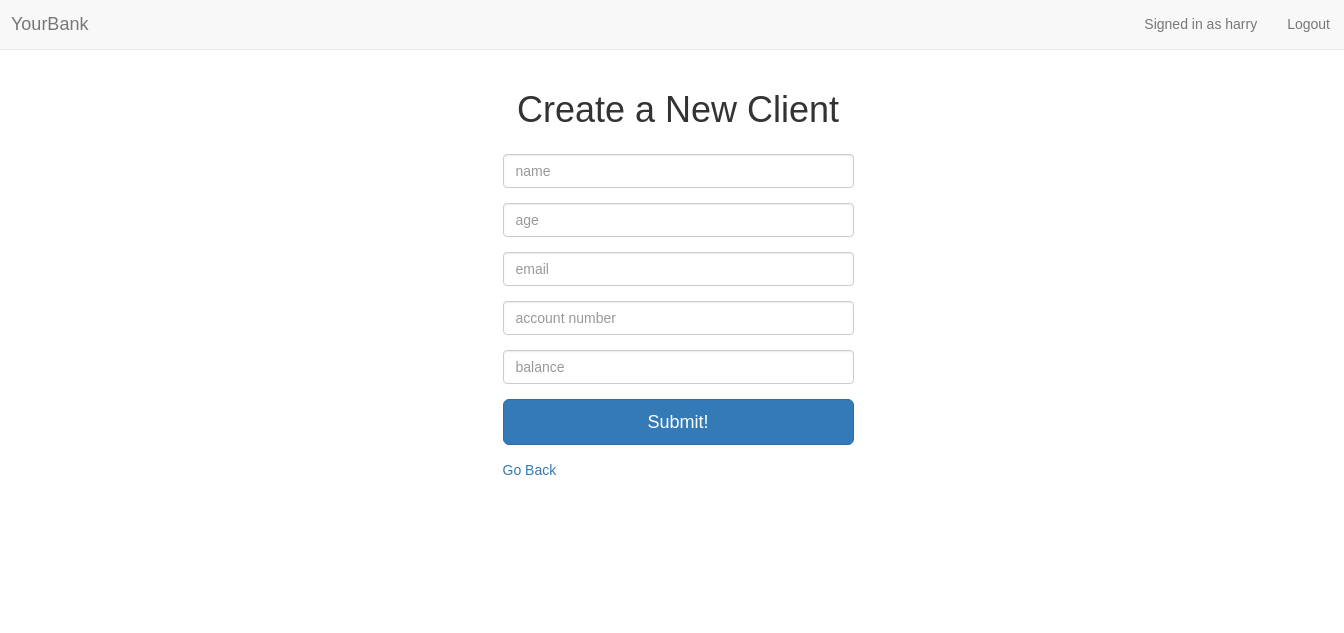 YourBank
Signed in as harry
Logout
Create a New Client
name
age
email
account number
balance
Submit!
Go Back